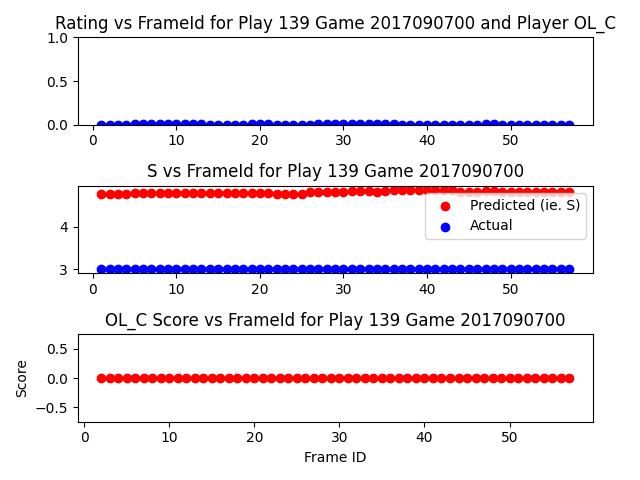 Rating vs FrameId for Play 139 Game 2017090700 and Player OL_C
1.0
0.5
0.0
0 10 20 30 40 50
S vs FrameId for Play 139 Game 2017090700
4
3
Predicted (ie. S)
Actual
0 10 20 30 40 50
OL_C Score vs FrameId for Play 139 Game 2017090700
Score
0.5
0.0
−0.5
0 10 20 30 40 50
Frame ID